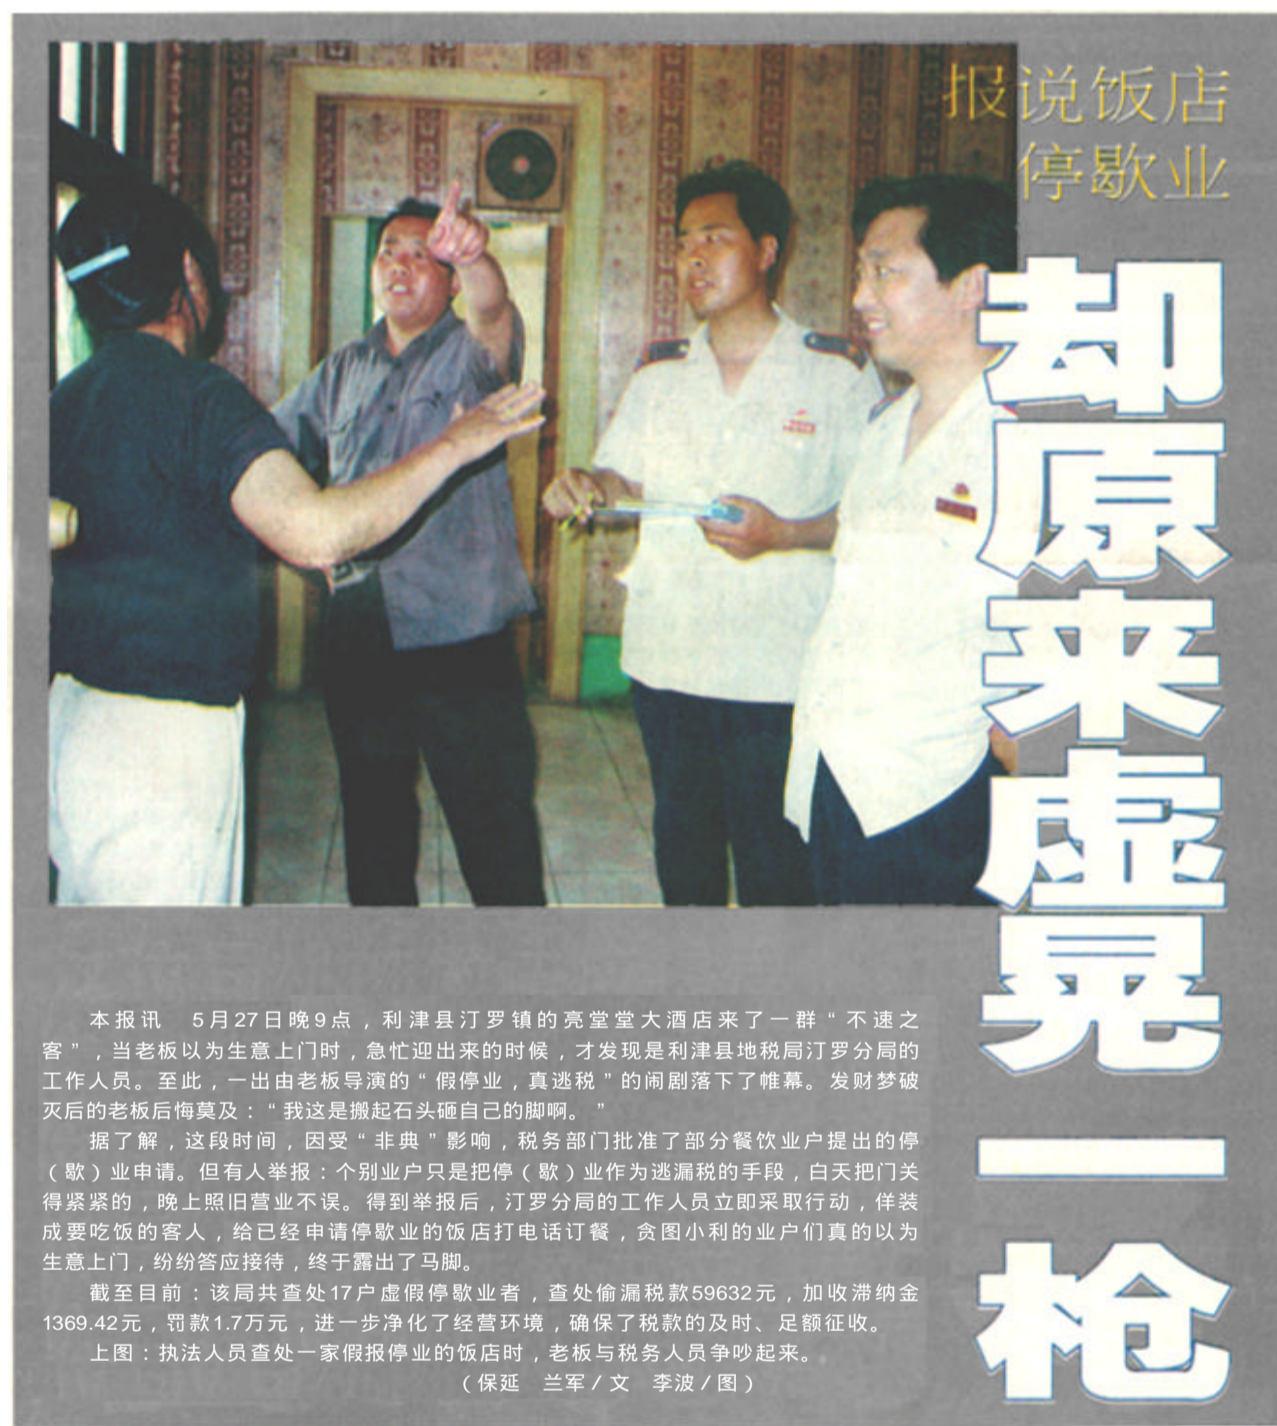 报说饭店
停歇业
却原来虚晃一枪
本报讯　5月27日晚9点，利津县汀罗镇的亮堂堂大酒店来了一群“不速之
客”，当老板以为生意上门时，急忙迎出来的时候，才发现是利津县地税局汀罗分局的
工作人员。至此，一出由老板导演的“假停业，真逃税”的闹剧落下了帷幕。发财梦破
灭后的老板后悔莫及：“我这是搬起石头砸自己的脚啊。”
据了解，这段时间，因受“非典”影响，税务部门批准了部分餐饮业户提出的停
（歇）业申请。但有人举报：个别业户只是把停（歇）业作为逃漏税的手段，白天把门关
得紧紧的，晚上照旧营业不误。得到举报后，汀罗分局的工作人员立即采取行动，佯装
成要吃饭的客人，给已经申请停歇业的饭店打电话订餐，贪图小利的业户们真的以为
生意上门，纷纷答应接待，终于露出了马脚。
截至目前：该局共查处17户虚假停歇业者，查处偷漏税款59632元，加收滞纳金
1369.42元，罚款1.7万元，进一步净化了经营环境，确保了税款的及时、足额征收。
上图：执法人员查处一家假报停业的饭店时，老板与税务人员争吵起来。
（保延　兰军/文　李波/图）